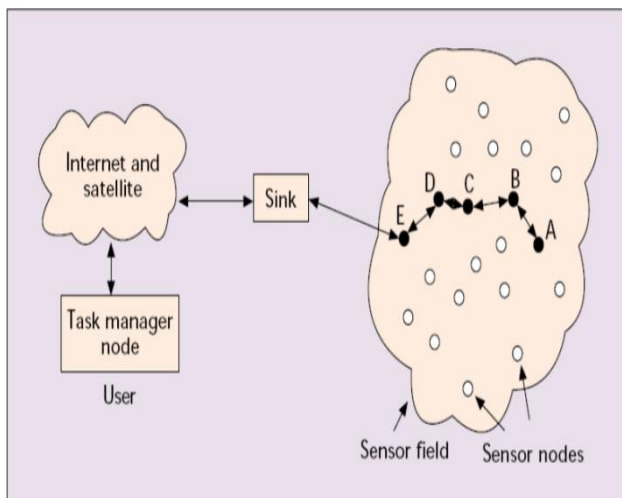 Internet and
satellite
Sink
Task manager
node
User
D
C
B
E
A
Sensor field
Sensor nodes